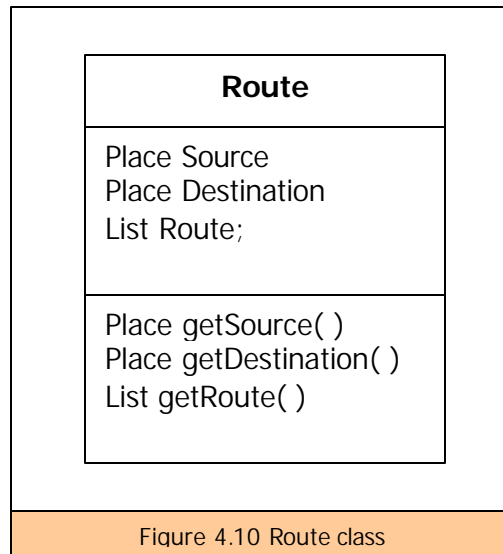 Route
Place Source
Place Destination
List Route;
Place getSource( )
Place getDestination( )
List getRoute( )
Figure 4.10 Route class